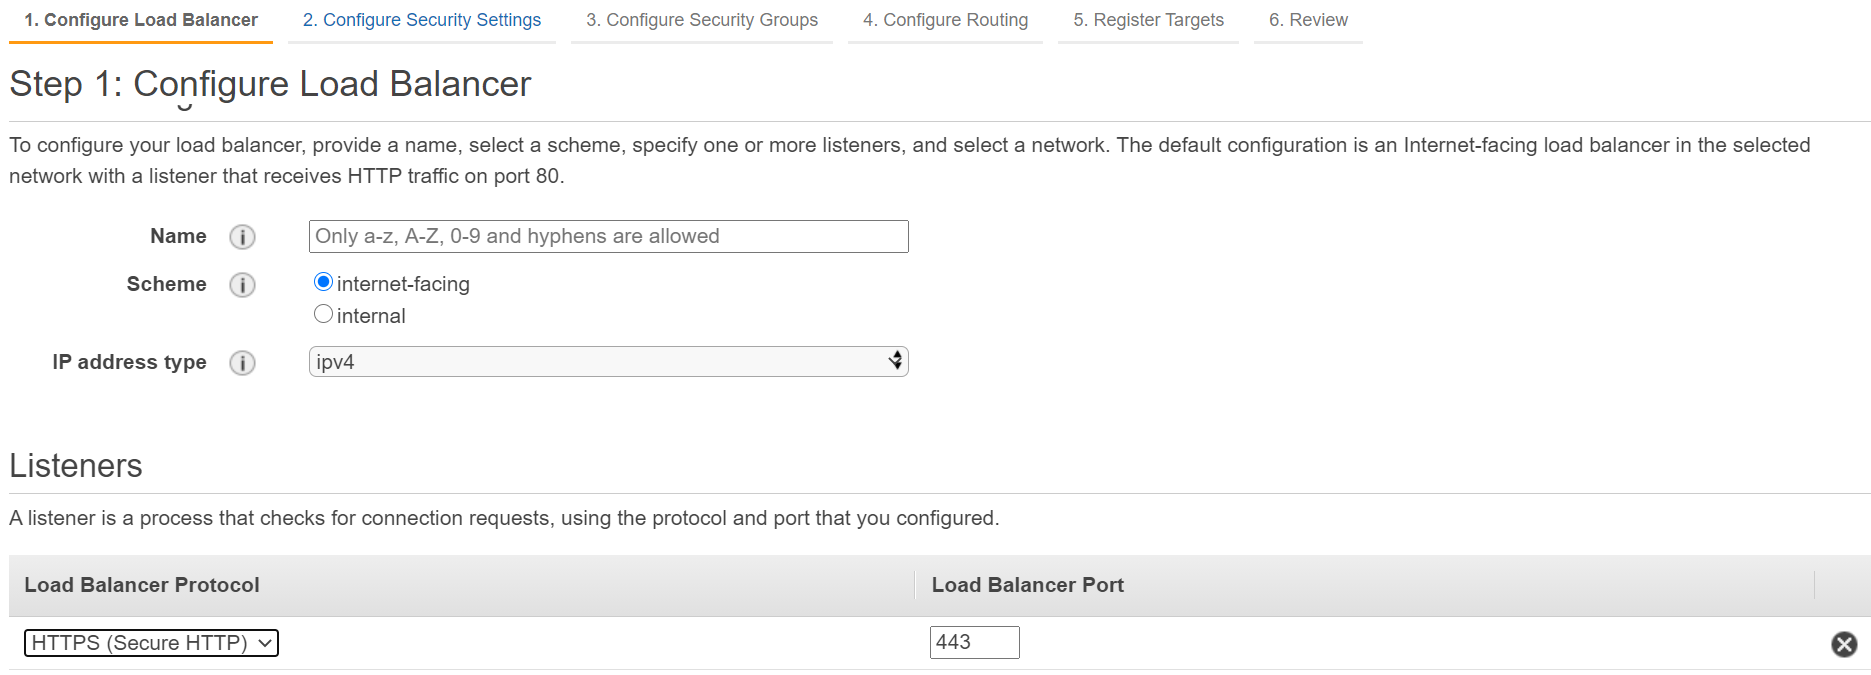 1. Configure Load Balancer 2. Configure Security Settings 3. Configure Security Groups 4. Configure Routing 5. Register Targets 6. Review
Step 1: Configure Load Balancer
To configure your load balancer, provide a name, select a scheme, specify one or more listeners, and select a network. The default configuration is an Internet-facing load balancer in the selected
network with a listener that receives HTTP traffic on port 80.
Name i Only a-z, A-Z, 0-9 and hyphens are allowed
Scheme i internet-facing
internal
IP address type i ipv4
Listeners
A listener is a process that checks for connection requests, using the protocol and port that you configured.
Load Balancer Protocol Load Balancer Port
HTTPS (Secure HTTP) 443